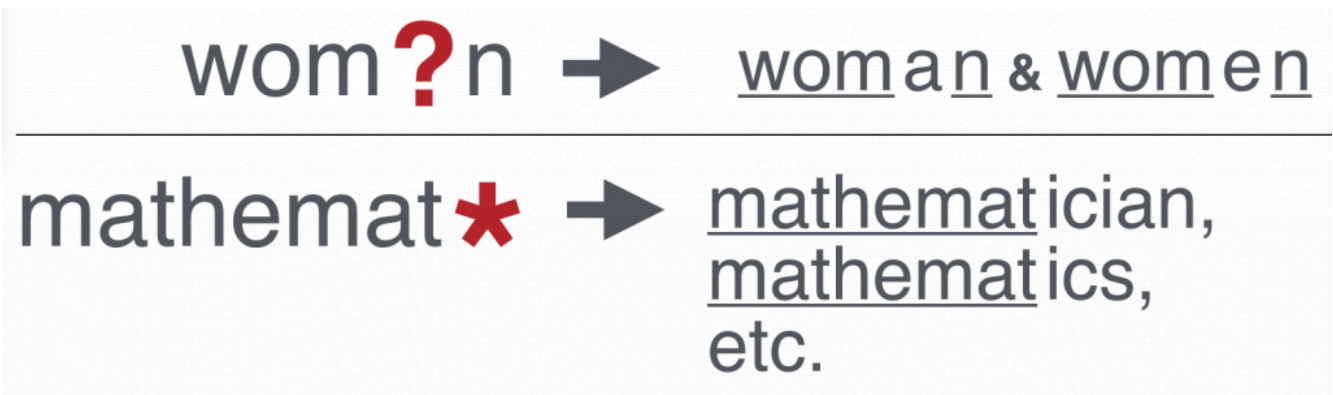 wom?n → woman & women
mathemat* → mathematician,
mathematics,
etc.